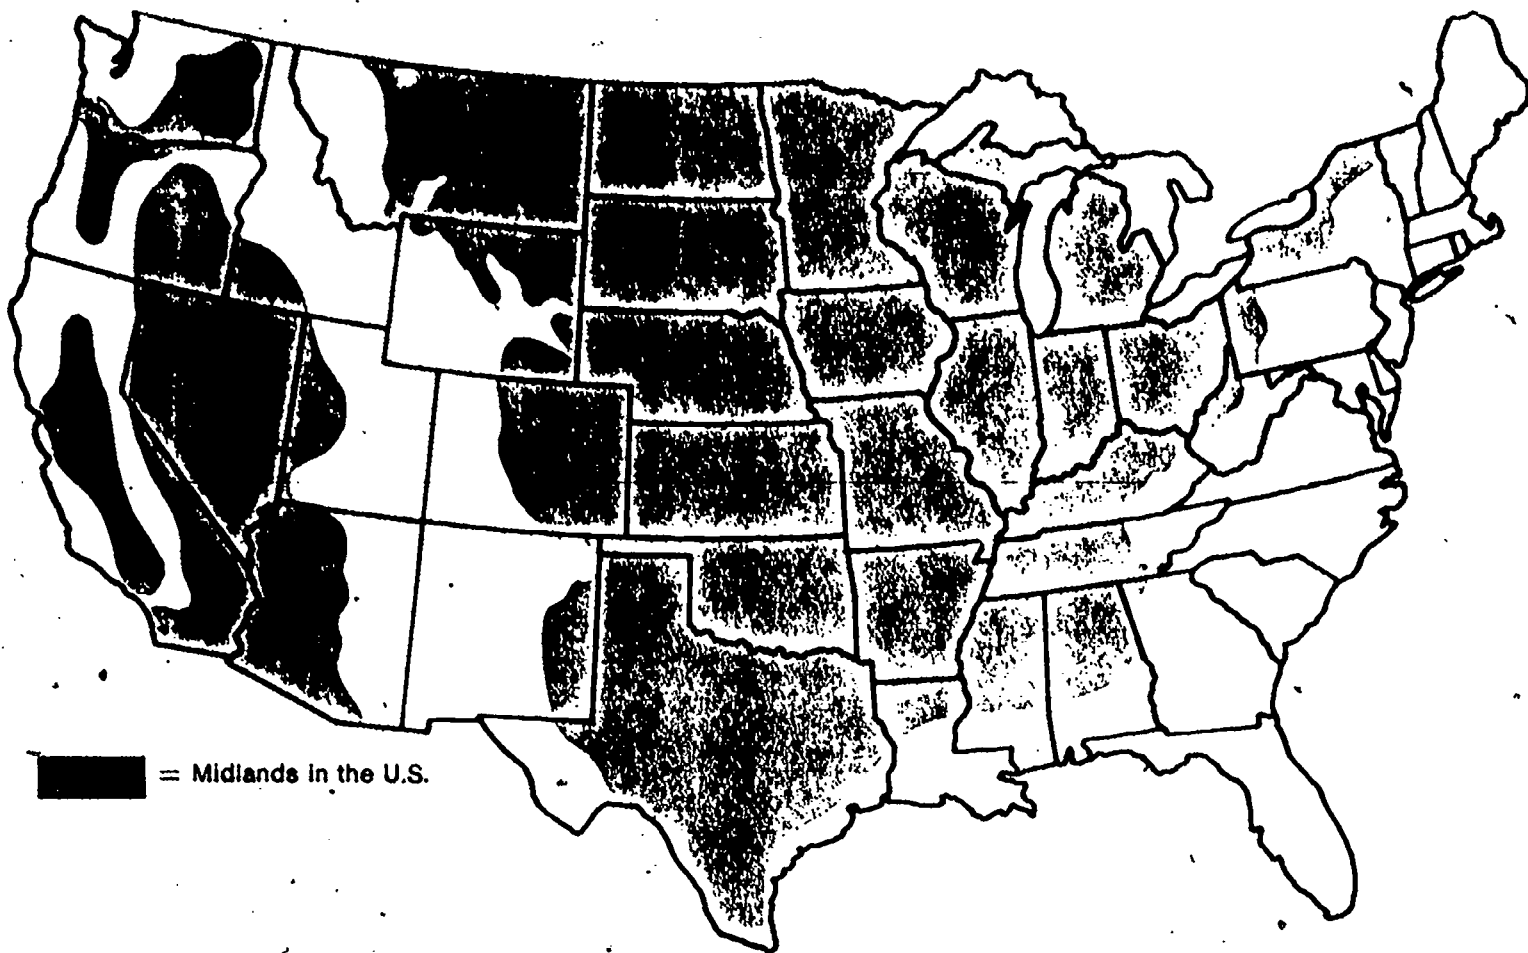 = Midlands in the U.S.